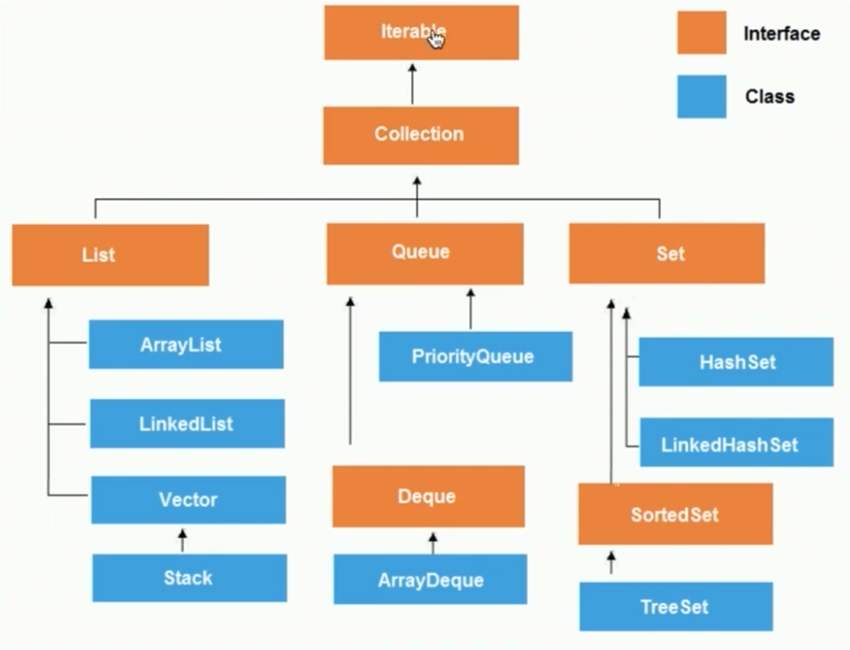 Iterable
Interface
Class
Collection
List
Queue
Set
ArrayList
PriorityQueue
HashSet
LinkedList
LinkedHashSet
Vector
Deque
SortedSet
Stack
ArrayDeque
TreeSet